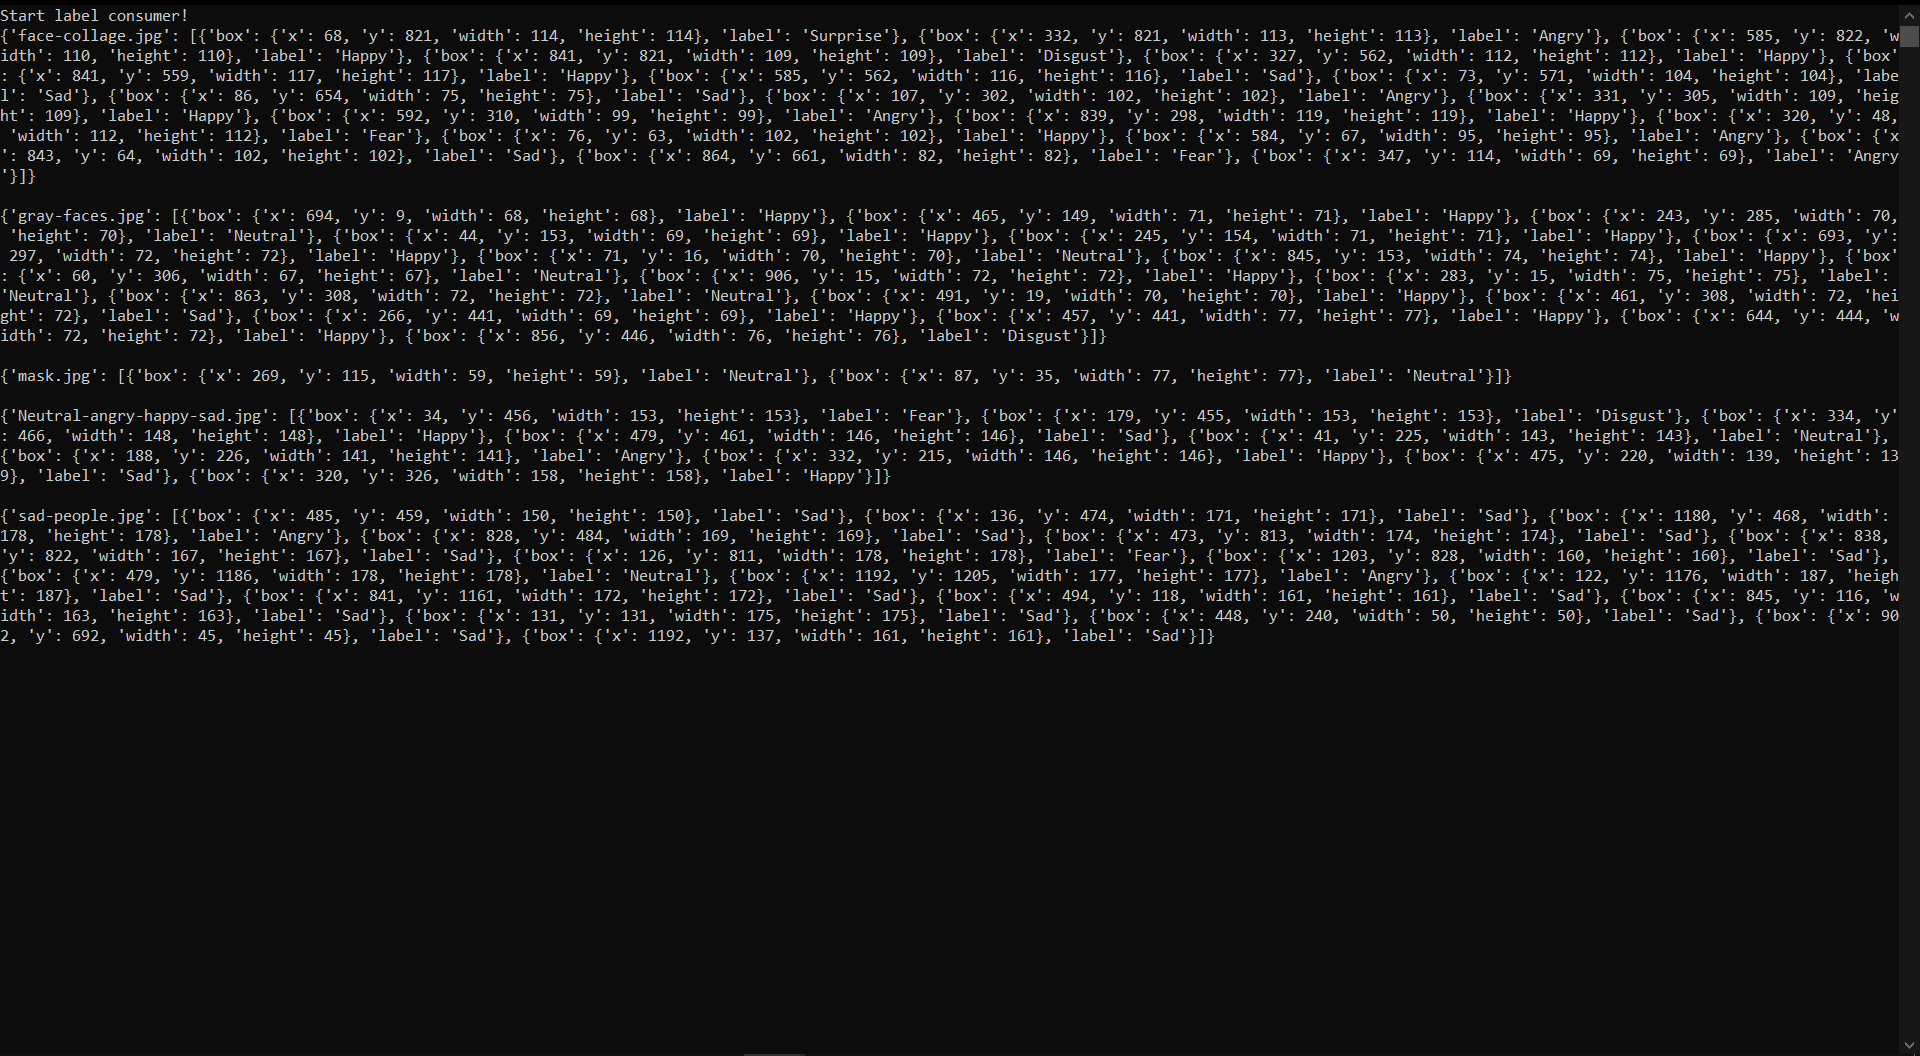 Start label consumer!
{'face-collage.jpg': [{'box': {'x': 68, 'y': 821, 'width': 114, 'height': 114}, 'label': 'Surprise'}, {'box': {'x': 332, 'y': 821, 'width': 113, 'height': 113}, 'label': 'Angry'}, {'box': {'x': 585, 'y': 822, 'w
idth': 110, 'height': 110}, 'label': 'Happy'}, {'box': {'x': 841, 'y': 821, 'width': 109, 'height': 109}, 'label': 'Disgust'}, {'box': {'x': 327, 'y': 562, 'width': 112, 'height': 112}, 'label': 'Happy'}, {'box'
: {'x': 841, 'y': 559, 'width': 117, 'height': 117}, 'label': 'Happy'}, {'box': {'x': 585, 'y': 562, 'width': 116, 'height': 116}, 'label': 'Sad'}, {'box': {'x': 73, 'y': 571, 'width': 104, 'height': 104}, 'labe
l': 'Sad'}, {'box': {'x': 86, 'y': 654, 'width': 75, 'height': 75}, 'label': 'Sad'}, {'box': {'x': 107, 'y': 302, 'width': 102, 'height': 102}, 'label': 'Angry'}, {'box': {'x': 331, 'y': 305, 'width': 109, 'heig
ht': 109}, 'label': 'Happy'}, {'box': {'x': 592, 'y': 310, 'width': 99, 'height': 99}, 'label': 'Angry'}, {'box': {'x': 839, 'y': 298, 'width': 119, 'height': 119}, 'label': 'Happy'}, {'box': {'x': 320, 'y': 48,
 'width': 112, 'height': 112}, 'label': 'Fear'}, {'box': {'x': 76, 'y': 63, 'width': 102, 'height': 102}, 'label': 'Happy'}, {'box': {'x': 584, 'y': 67, 'width': 95, 'height': 95}, 'label': 'Angry'}, {'box': {'x
': 843, 'y': 64, 'width': 102, 'height': 102}, 'label': 'Sad'}, {'box': {'x': 864, 'y': 661, 'width': 82, 'height': 82}, 'label': 'Fear'}, {'box': {'x': 347, 'y': 114, 'width': 69, 'height': 69}, 'label': 'Angry
'}]}
{'gray-faces.jpg': [{'box': {'x': 694, 'y': 9, 'width': 68, 'height': 68}, 'label': 'Happy'}, {'box': {'x': 465, 'y': 149, 'width': 71, 'height': 71}, 'label': 'Happy'}, {'box': {'x': 243, 'y': 285, 'width': 70,
 'height': 70}, 'label': 'Neutral'}, {'box': {'x': 44, 'y': 153, 'width': 69, 'height': 69}, 'label': 'Happy'}, {'box': {'x': 245, 'y': 154, 'width': 71, 'height': 71}, 'label': 'Happy'}, {'box': {'x': 693, 'y':
 297, 'width': 72, 'height': 72}, 'label': 'Happy'}, {'box': {'x': 71, 'y': 16, 'width': 70, 'height': 70}, 'label': 'Neutral'}, {'box': {'x': 845, 'y': 153, 'width': 74, 'height': 74}, 'label': 'Happy'}, {'box'
: {'x': 60, 'y': 306, 'width': 67, 'height': 67}, 'label': 'Neutral'}, {'box': {'x': 906, 'y': 15, 'width': 72, 'height': 72}, 'label': 'Happy'}, {'box': {'x': 283, 'y': 15, 'width': 75, 'height': 75}, 'label': 
'Neutral'}, {'box': {'x': 863, 'y': 308, 'width': 72, 'height': 72}, 'label': 'Neutral'}, {'box': {'x': 491, 'y': 19, 'width': 70, 'height': 70}, 'label': 'Happy'}, {'box': {'x': 461, 'y': 308, 'width': 72, 'hei
ght': 72}, 'label': 'Sad'}, {'box': {'x': 266, 'y': 441, 'width': 69, 'height': 69}, 'label': 'Happy'}, {'box': {'x': 457, 'y': 441, 'width': 77, 'height': 77}, 'label': 'Happy'}, {'box': {'x': 644, 'y': 444, 'w
idth': 72, 'height': 72}, 'label': 'Happy'}, {'box': {'x': 856, 'y': 446, 'width': 76, 'height': 76}, 'label': 'Disgust'}]}
{'mask.jpg': [{'box': {'x': 269, 'y': 115, 'width': 59, 'height': 59}, 'label': 'Neutral'}, {'box': {'x': 87, 'y': 35, 'width': 77, 'height': 77}, 'label': 'Neutral'}]}
{'Neutral-angry-happy-sad.jpg': [{'box': {'x': 34, 'y': 456, 'width': 153, 'height': 153}, 'label': 'Fear'}, {'box': {'x': 179, 'y': 455, 'width': 153, 'height': 153}, 'label': 'Disgust'}, {'box': {'x': 334, 'y'
: 466, 'width': 148, 'height': 148}, 'label': 'Happy'}, {'box': {'x': 479, 'y': 461, 'width': 146, 'height': 146}, 'label': 'Sad'}, {'box': {'x': 41, 'y': 225, 'width': 143, 'height': 143}, 'label': 'Neutral'}, 
{'box': {'x': 188, 'y': 226, 'width': 141, 'height': 141}, 'label': 'Angry'}, {'box': {'x': 332, 'y': 215, 'width': 146, 'height': 146}, 'label': 'Happy'}, {'box': {'x': 475, 'y': 220, 'width': 139, 'height': 13
9}, 'label': 'Sad'}, {'box': {'x': 320, 'y': 326, 'width': 158, 'height': 158}, 'label': 'Happy'}]}
{'sad-people.jpg': [{'box': {'x': 485, 'y': 459, 'width': 150, 'height': 150}, 'label': 'Sad'}, {'box': {'x': 136, 'y': 474, 'width': 171, 'height': 171}, 'label': 'Sad'}, {'box': {'x': 1180, 'y': 468, 'width': 
178, 'height': 178}, 'label': 'Angry'}, {'box': {'x': 828, 'y': 484, 'width': 169, 'height': 169}, 'label': 'Sad'}, {'box': {'x': 473, 'y': 813, 'width': 174, 'height': 174}, 'label': 'Sad'}, {'box': {'x': 838, 
'y': 822, 'width': 167, 'height': 167}, 'label': 'Sad'}, {'box': {'x': 126, 'y': 811, 'width': 178, 'height': 178}, 'label': 'Fear'}, {'box': {'x': 1203, 'y': 828, 'width': 160, 'height': 160}, 'label': 'Sad'}, 
{'box': {'x': 479, 'y': 1186, 'width': 178, 'height': 178}, 'label': 'Neutral'}, {'box': {'x': 1192, 'y': 1205, 'width': 177, 'height': 177}, 'label': 'Angry'}, {'box': {'x': 122, 'y': 1176, 'width': 187, 'heigh
t': 187}, 'label': 'Sad'}, {'box': {'x': 841, 'y': 1161, 'width': 172, 'height': 172}, 'label': 'Sad'}, {'box': {'x': 494, 'y': 118, 'width': 161, 'height': 161}, 'label': 'Sad'}, {'box': {'x': 845, 'y': 116, 'w
idth': 163, 'height': 163}, 'label': 'Sad'}, {'box': {'x': 131, 'y': 131, 'width': 175, 'height': 175}, 'label': 'Sad'}, {'box': {'x': 448, 'y': 240, 'width': 50, 'height': 50}, 'label': 'Sad'}, {'box': {'x': 90
2, 'y': 692, 'width': 45, 'height': 45}, 'label': 'Sad'}, {'box': {'x': 1192, 'y': 137, 'width': 161, 'height': 161}, 'label': 'Sad'}]}